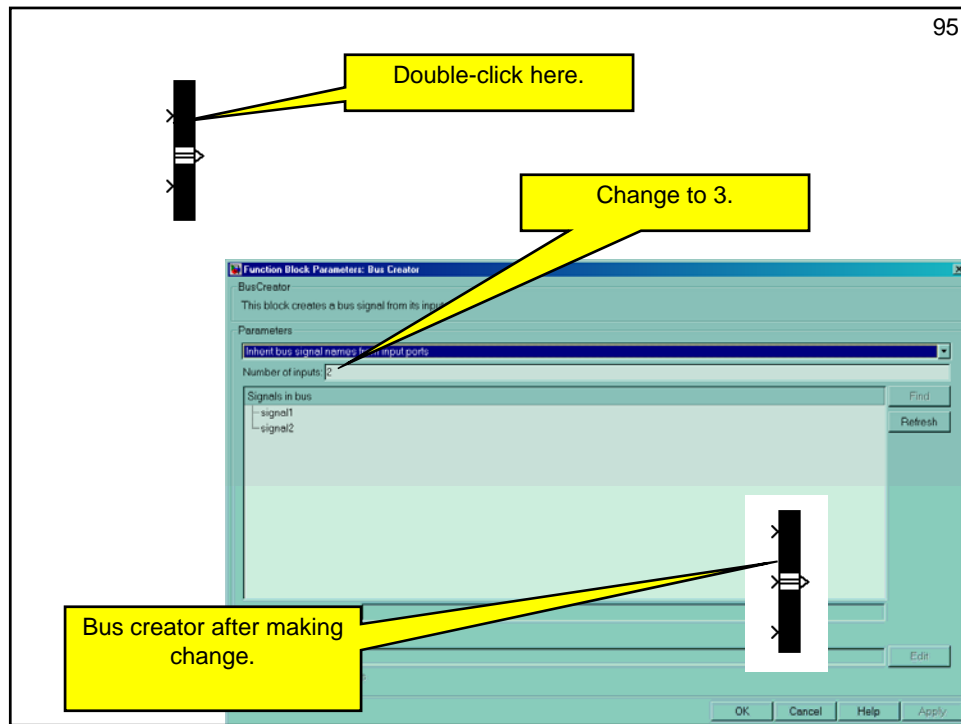 95
Double-click here.
Change to 3.
Function Block Parameters: Bus Creator
BusCreator
This block creates a bus signal from its
Parameters
Inherit bus signal names from input ports
Number of inputs: 2
Signals in bus
signal1
signal2
Find
Refresh
Bus creator after making
change.
Edit
OK Cancel Help Apply